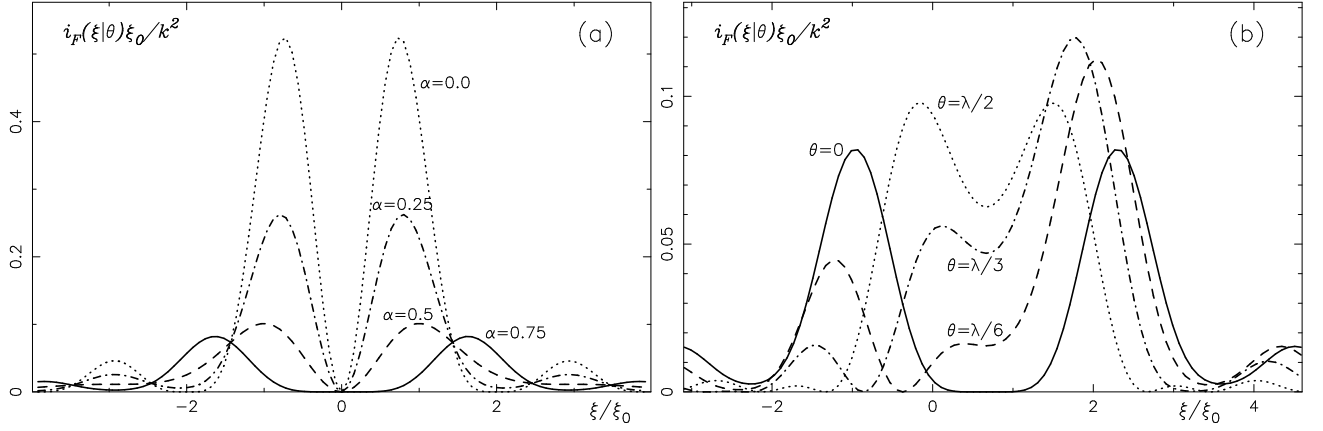 i_F(ξ|θ)ξ_0/k^2
(a)
α=0.0
0.4
α=0.25
0.2
α=0.5
α=0.75
0
−2
0
2
ξ/ξ_0
i_F(ξ|θ)ξ_0/k^2
(b)
0.1
θ=λ/2
θ=0
0.05
θ=λ/3
θ=λ/6
0
−2
0
2
4
ξ/ξ_0